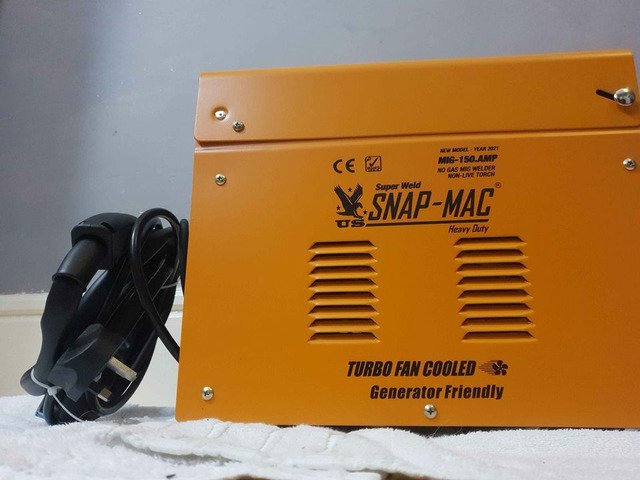 NEW MODEL - YEAR 2021
CE
MIG-150.AMP
NO GAS MIG WELDER
NON-LIVE TORCH
Super Weld
SNAP-MAC®
US
Heavy Duty
TURBO FAN COOLED
Generator Friendly